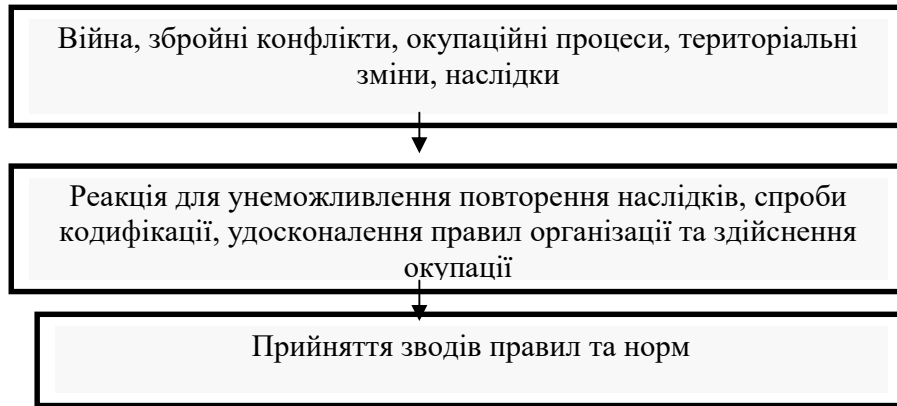 Війна, збройні конфлікти, окупаційні процеси, територіальні
зміни, наслідки
Реакція для унеможливлення повторення наслідків, спроби
кодифікації, удосконалення правил організації та здійснення
окупації
Прийняття зводів правил та норм